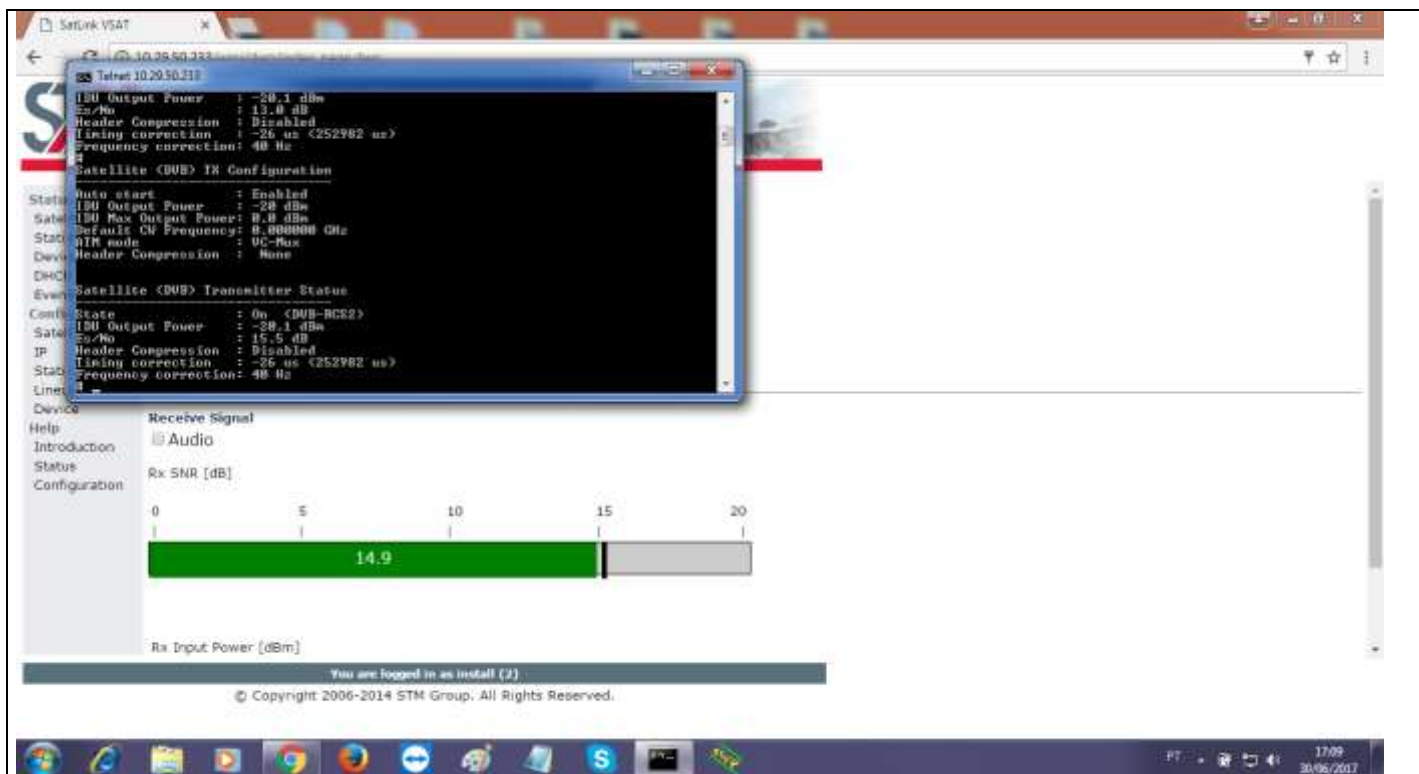 SatLink VSAT
10.29.50.233
Telnet 10.29.50.233
IDU Output Power : -20.1 dBm
Es/No : 13.0 dB
Header Compression : Disabled
Timing correction : -26 us <252982 us>
Frequency correction: 40 Hz
#
Satellite <DVB> TX Configuration
Auto start : Enabled
IDU Output Power : -20 dBm
IDU Max Output Power: 0.0 dBm
Default CW Frequency: 0.000000 GHz
ATM mode : VC-Mux
Header Compression : None
Satellite <DVB> Transmitter Status
State : On <DVB-RCS2>
IDU Output Power : -20.1 dBm
Es/No : 15.5 dB
Header Compression : Disabled
Timing correction : -26 us <252982 us>
Frequency correction: 40 Hz
# _
IP
Device
Help
Introduction
Status
Configuration
Receive Signal
Audio
Rx SNR [dB]
0 5 10 15 20
14.9
Rx Input Power [dBm]
You are logged in as install (2)
© Copyright 2006-2014 STM Group. All Rights Reserved.
PT
17:09
30/06/2017